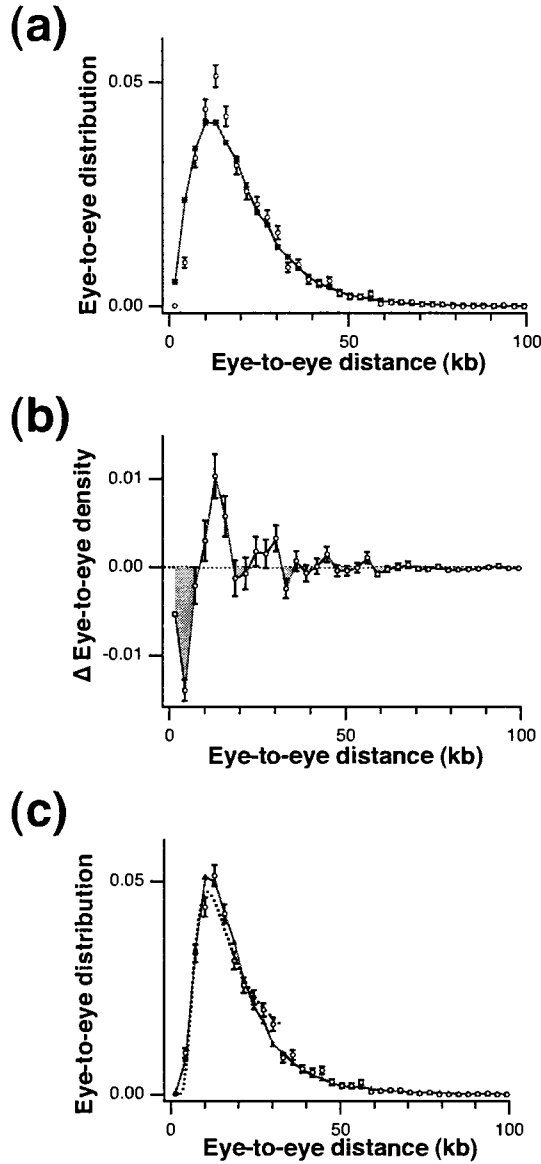 (a)
Eye-to-eye distribution
0.05
0.00
0 50 100
Eye-to-eye distance (kb)
(b)
Δ Eye-to-eye density
0.01
0.00
-0.01
0 50 100
Eye-to-eye distance (kb)
(c)
Eye-to-eye distribution
0.05
0.00
0 50 100
Eye-to-eye distance (kb)